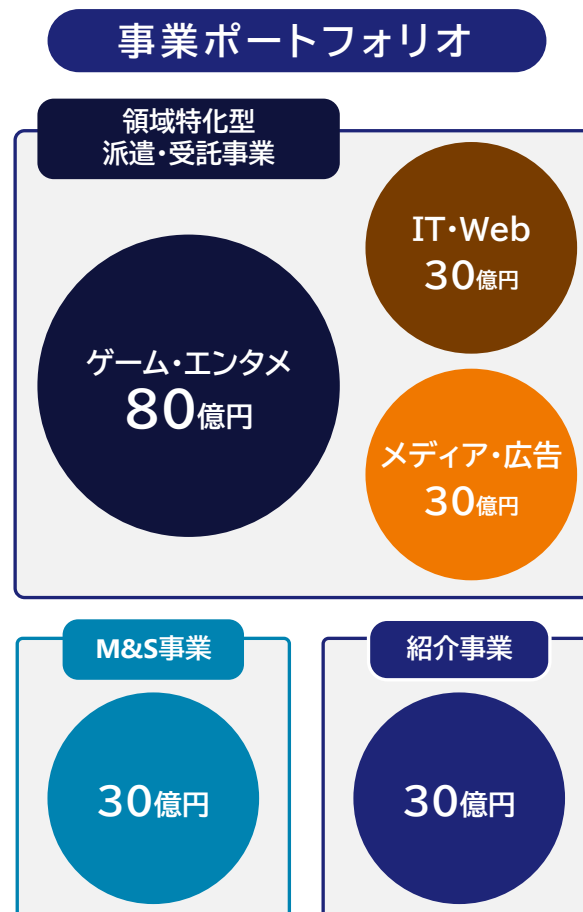 事業ポートフォリオ
領域特化型
派遣・受託事業
ゲーム・エンタメ
80億円
IT・Web
30億円
メディア・広告
30億円
M&S事業
30億円
紹介事業
30億円